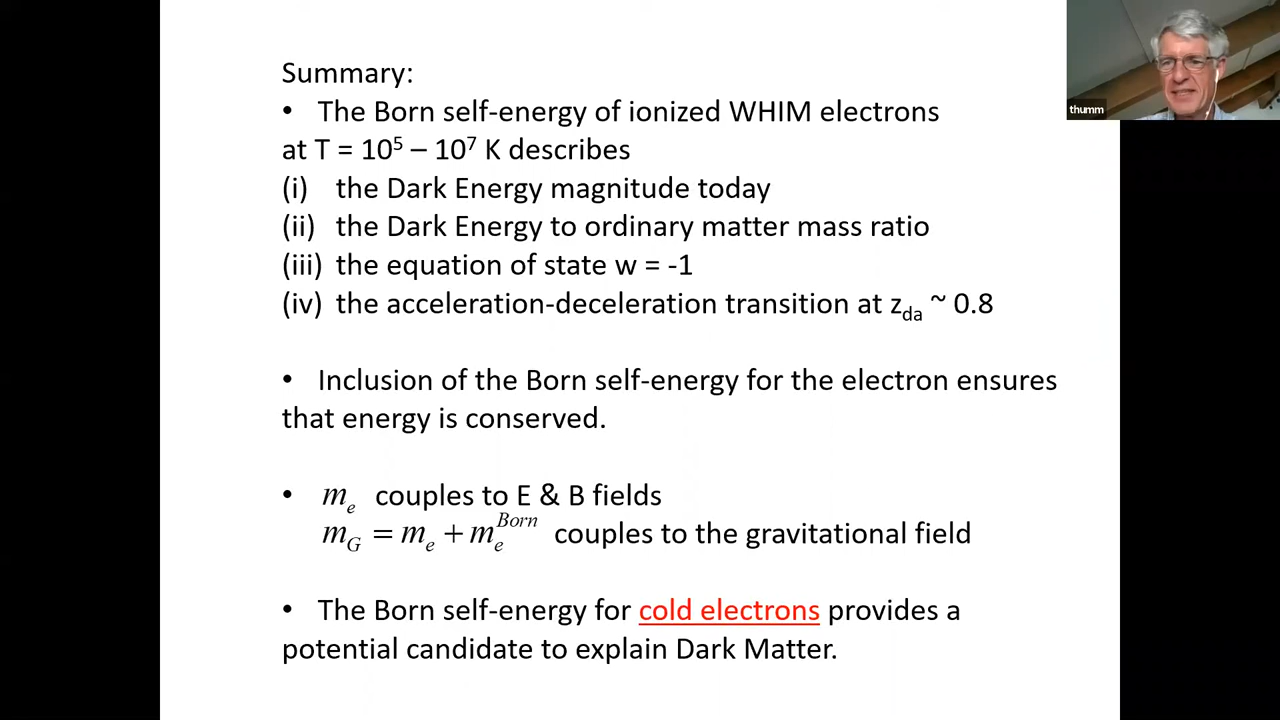 Summary:
• The Born self-energy of ionized WHIM electrons
at T = 10⁵ – 10⁷ K describes
(i) the Dark Energy magnitude today
(ii) the Dark Energy to ordinary matter mass ratio
(iii) the equation of state w = -1
(iv) the acceleration-deceleration transition at z_da ~ 0.8
• Inclusion of the Born self-energy for the electron ensures
that energy is conserved.
• m_e couples to E & B fields
m_G = m_e + m_e^Born couples to the gravitational field
• The Born self-energy for cold electrons provides a
potential candidate to explain Dark Matter.
thumm